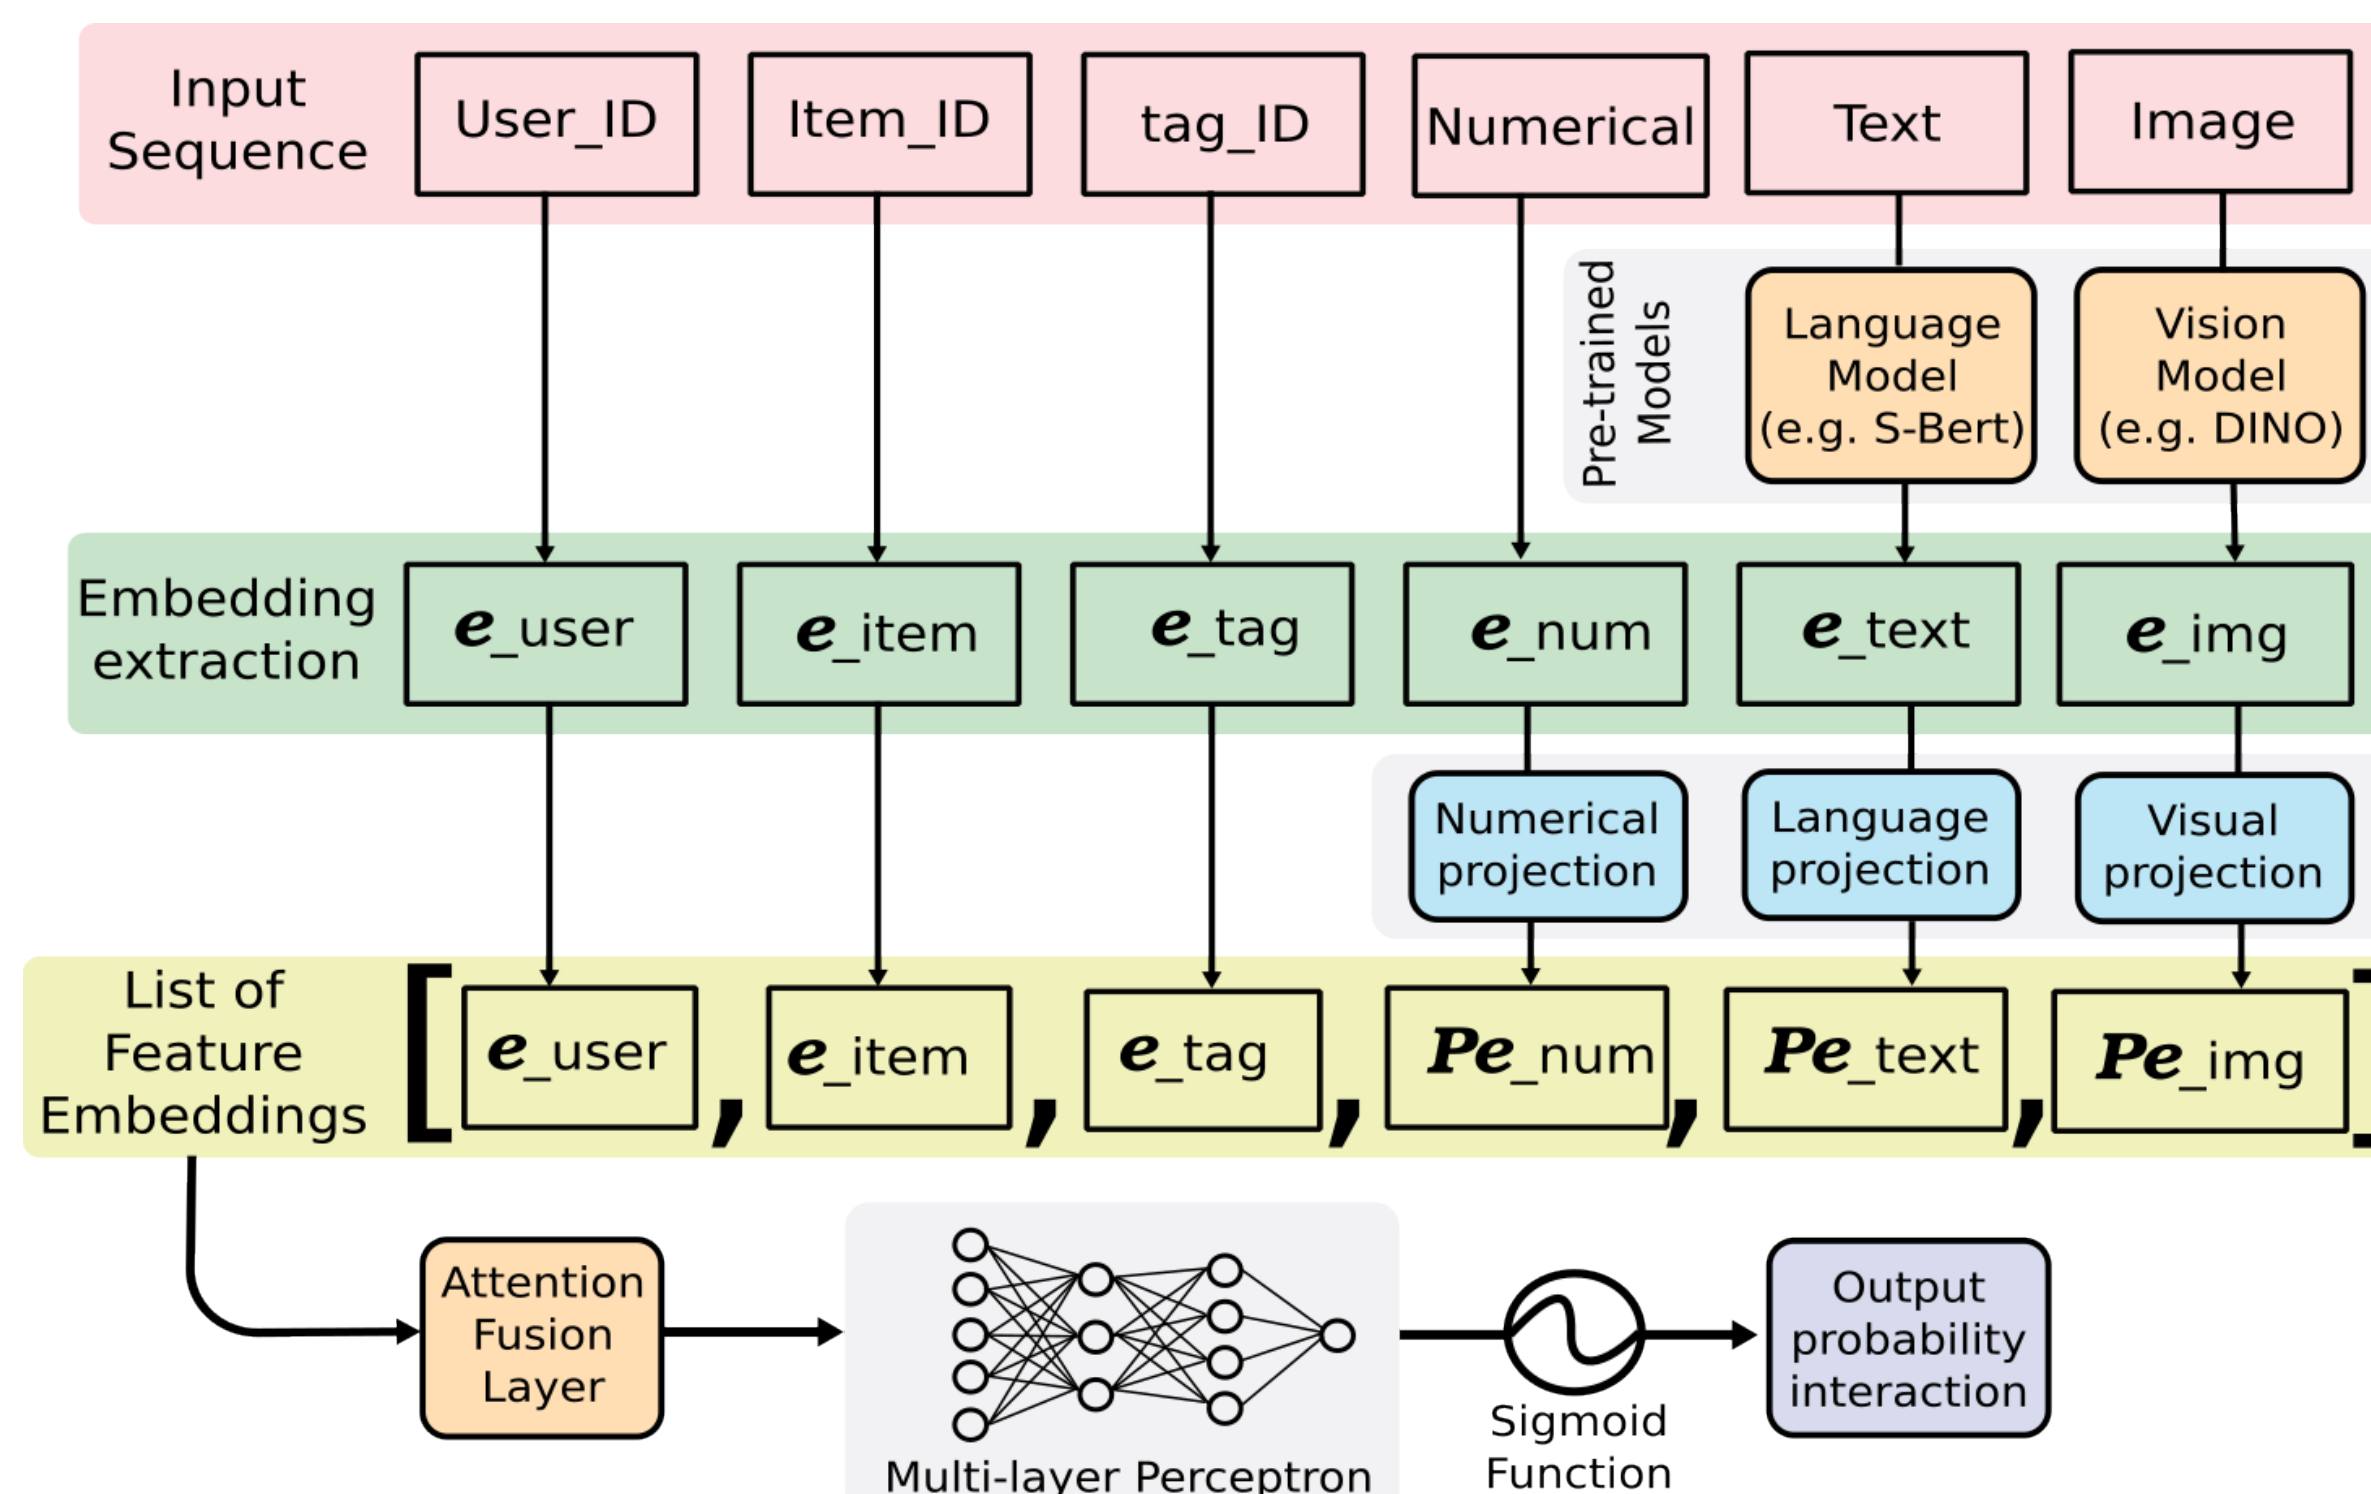 Input
Sequence
User_ID
Item_ID
tag_ID
Numerical
Text
Image
Pre-trained
Models
Language
Model
(e.g. S-Bert)
Vision
Model
(e.g. DINO)
Embedding
extraction
e_user
e_item
e_tag
e_num
e_text
e_img
Numerical
projection
Language
projection
Visual
projection
List of
Feature
Embeddings
[ e_user , e_item , e_tag , Pe_num , Pe_text , Pe_img ]
Attention
Fusion
Layer
Multi-layer Perceptron
Sigmoid
Function
Output
probability
interaction